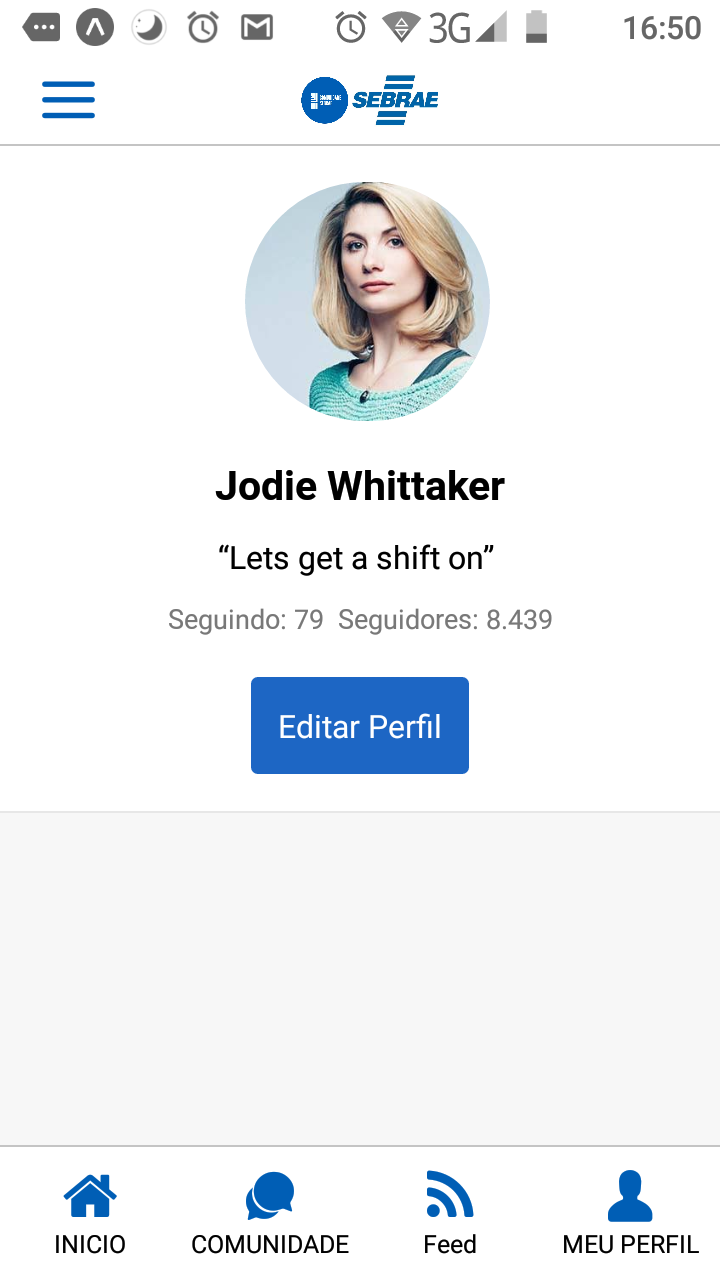 3G 16:50
SEBRAE
Jodie Whittaker
“Lets get a shift on”
Seguindo: 79 Seguidores: 8.439
Editar Perfil
INICIO COMUNIDADE Feed MEU PERFIL